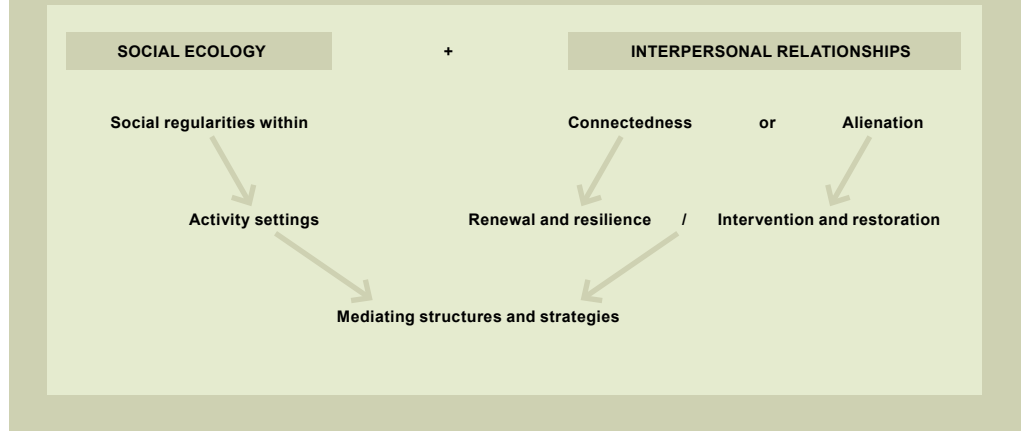 SOCIAL ECOLOGY + INTERPERSONAL RELATIONSHIPS
Social regularities within Connectedness or Alienation
Activity settings Renewal and resilience / Intervention and restoration
Mediating structures and strategies